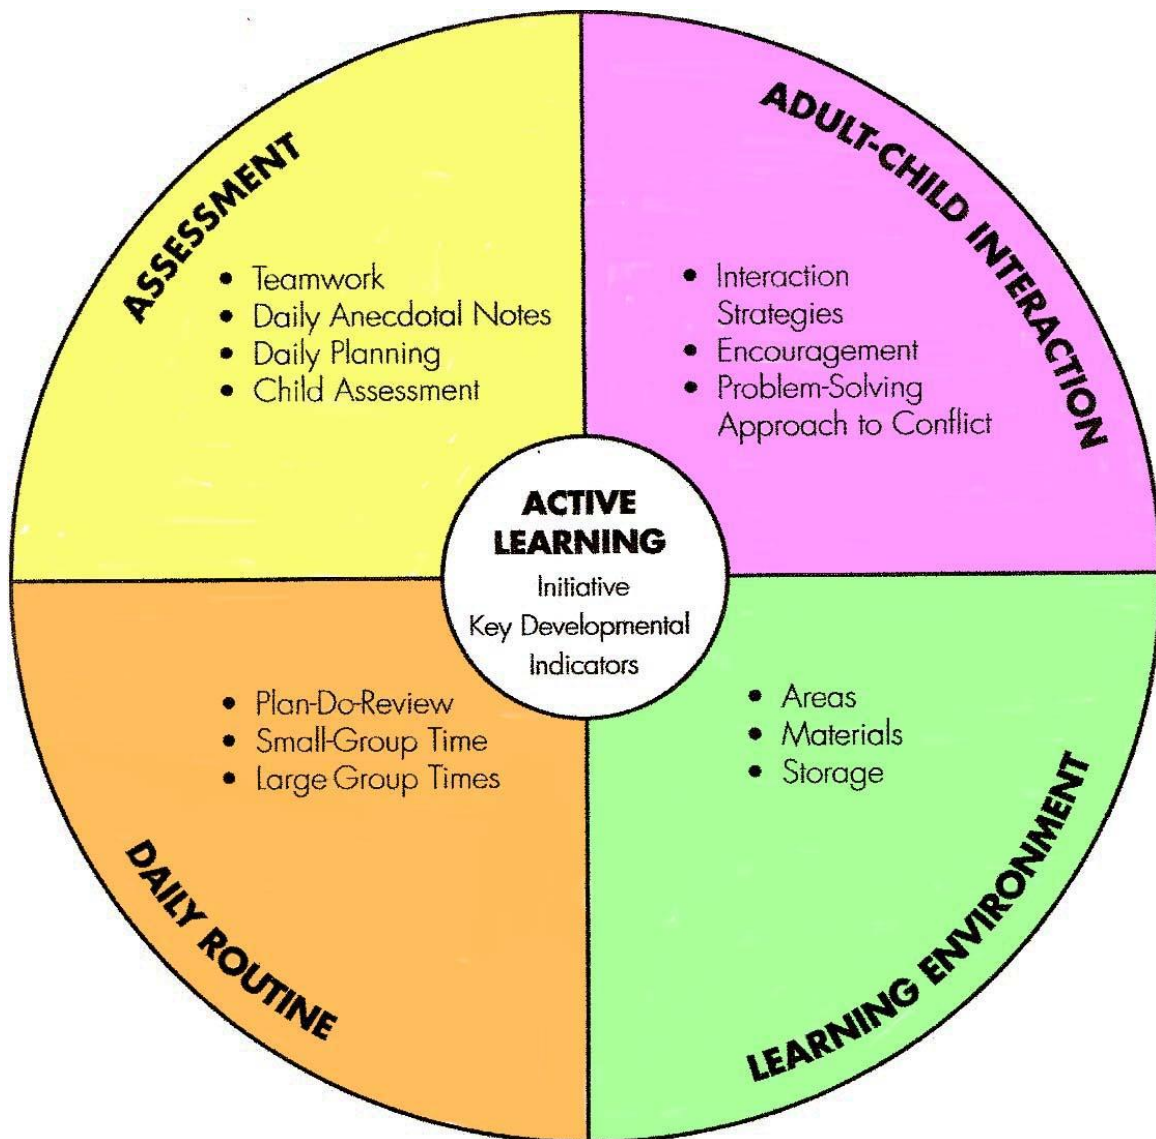 ASSESSMENT
• Teamwork
• Daily Anecdotal Notes
• Daily Planning
• Child Assessment
ADULT-CHILD INTERACTION
• Interaction
Strategies
• Encouragement
• Problem-Solving
Approach to Conflict
ACTIVE
LEARNING
Initiative
Key Developmental
Indicators
• Plan-Do-Review
• Small-Group Time
• Large Group Times
DAILY ROUTINE
• Areas
• Materials
• Storage
LEARNING ENVIRONMENT